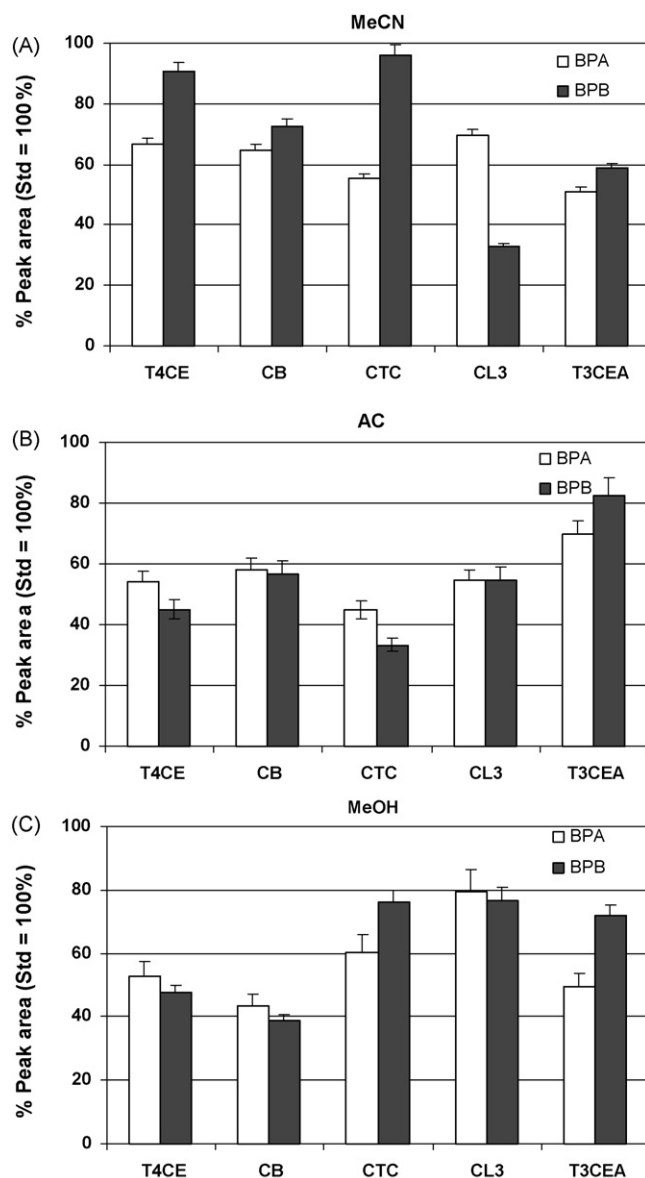 (A)
MeCN
% Peak area (Std = 100%)
100
80
60
40
20
0
BPA
BPB
T4CE CB CTC CL3 T3CEA
(B)
AC
% Peak area (Std = 100%)
100
80
60
40
20
0
BPA
BPB
T4CE CB CTC CL3 T3CEA
(C)
MeOH
% Peak area (Std = 100%)
100
80
60
40
20
0
BPA
BPB
T4CE CB CTC CL3 T3CEA